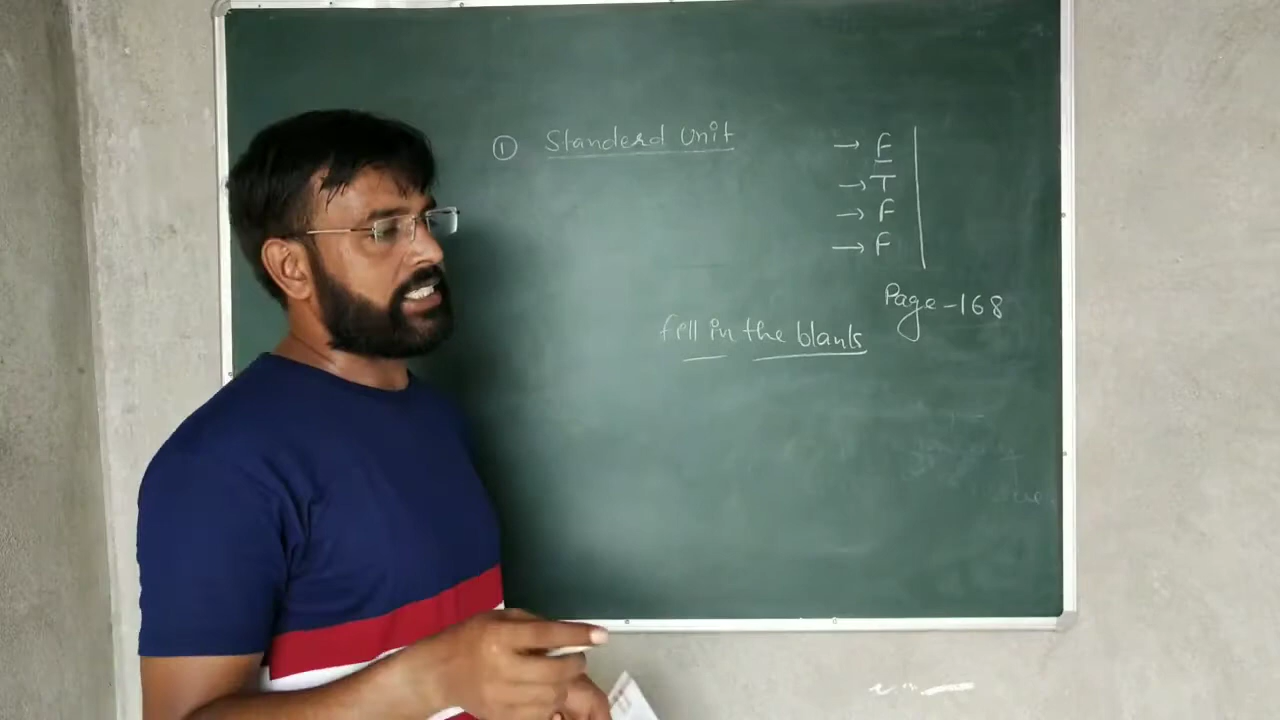 ① Standerd Unit
→ F
→ T
→ F
→ F
Page - 168
fill in the blanks